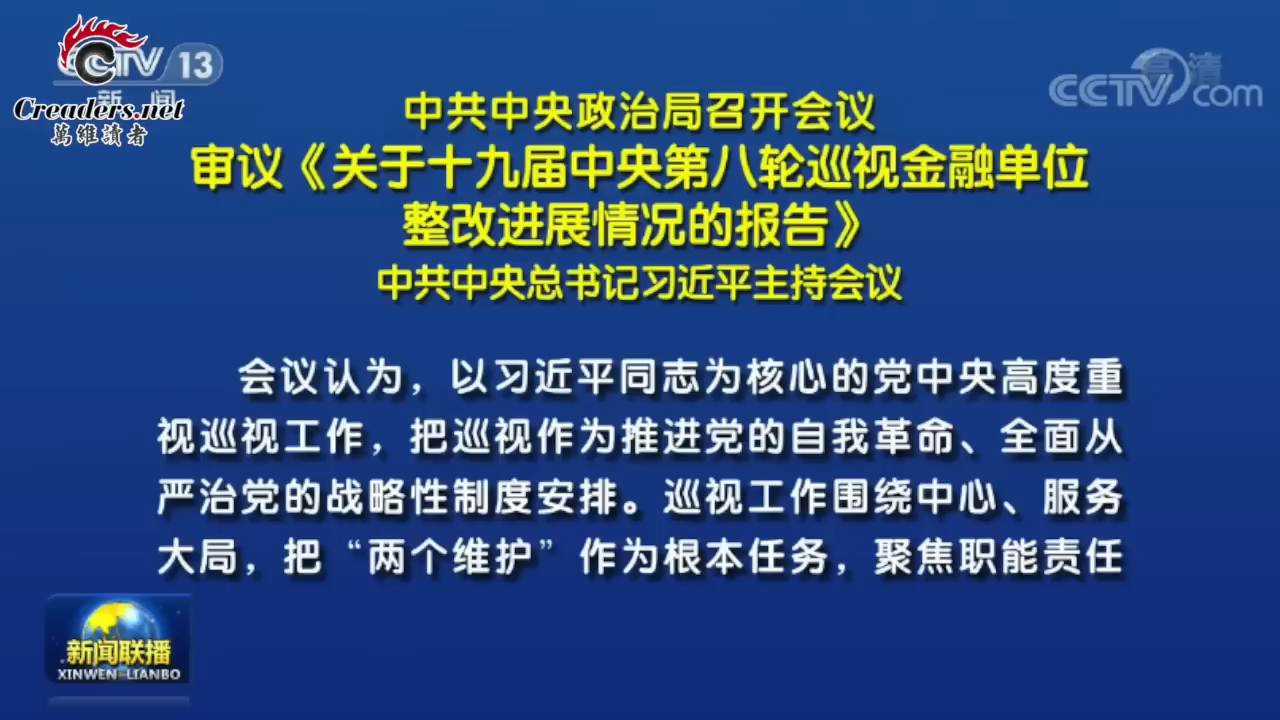 CCTV 13
新闻
Creaders.net
萬維讀者
高清
CCTV.com
中共中央政治局召开会议
审议《关于十九届中央第八轮巡视金融单位
整改进展情况的报告》
中共中央总书记习近平主持会议
会议认为，以习近平同志为核心的党中央高度重
视巡视工作，把巡视作为推进党的自我革命、全面从
严治党的战略性制度安排。巡视工作围绕中心、服务
大局，把“两个维护”作为根本任务，聚焦职能责任
新闻联播
XINWEN LIANBO